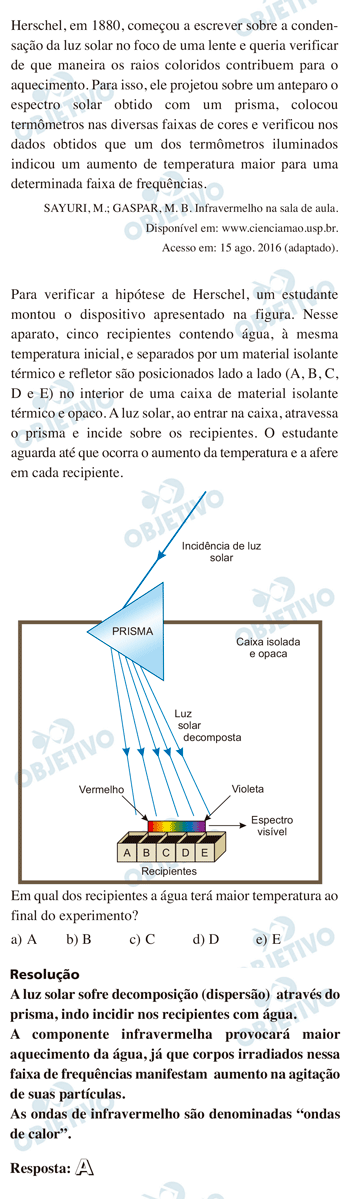 Herschel, em 1880, começou a escrever sobre a conden-
sação da luz solar no foco de uma lente e queria verificar
de que maneira os raios coloridos contribuem para o
aquecimento. Para isso, ele projetou sobre um anteparo o
espectro solar obtido com um prisma, colocou
termômetros nas diversas faixas de cores e verificou nos
dados obtidos que um dos termômetros iluminados
indicou um aumento de temperatura maior para uma
determinada faixa de frequências.
SAYURI, M.; GASPAR, M. B. Infravermelho na sala de aula.
Disponível em: www.cienciamao.usp.br.
Acesso em: 15 ago. 2016 (adaptado).
Para verificar a hipótese de Herschel, um estudante
montou o dispositivo apresentado na figura. Nesse
aparato, cinco recipientes contendo água, à mesma
temperatura inicial, e separados por um material isolante
térmico e refletor são posicionados lado a lado (A, B, C,
D e E) no interior de uma caixa de material isolante
térmico e opaco. A luz solar, ao entrar na caixa, atravessa
o prisma e incide sobre os recipientes. O estudante
aguarda até que ocorra o aumento da temperatura e a afere
em cada recipiente.
Incidência de luz
solar
PRISMA
Caixa isolada
e opaca
Luz
solar
decomposta
Vermelho
Violeta
Espectro
visível
A B C D E
Recipientes
Em qual dos recipientes a água terá maior temperatura ao
final do experimento?
a) A b) B c) C d) D e) E
Resolução
A luz solar sofre decomposição (dispersão) através do
prisma, indo incidir nos recipientes com água.
A componente infravermelha provocará maior
aquecimento da água, já que corpos irradiados nessa
faixa de frequências manifestam aumento na agitação
de suas partículas.
As ondas de infravermelho são denominadas “ondas
de calor”.
Resposta: A
OBJETIVO
OBJETIVO
OBJETIVO
OBJETIVO
OBJETIVO
OBJETIVO
OBJETIVO
OBJETIVO